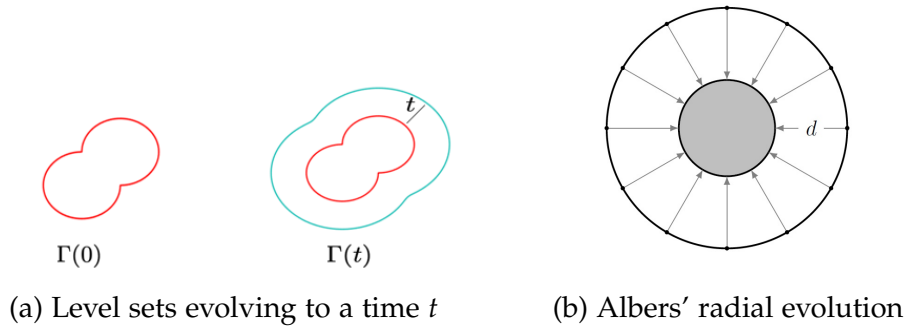 t
d
Γ(0)
Γ(t)
(a) Level sets evolving to a time t
(b) Albers' radial evolution